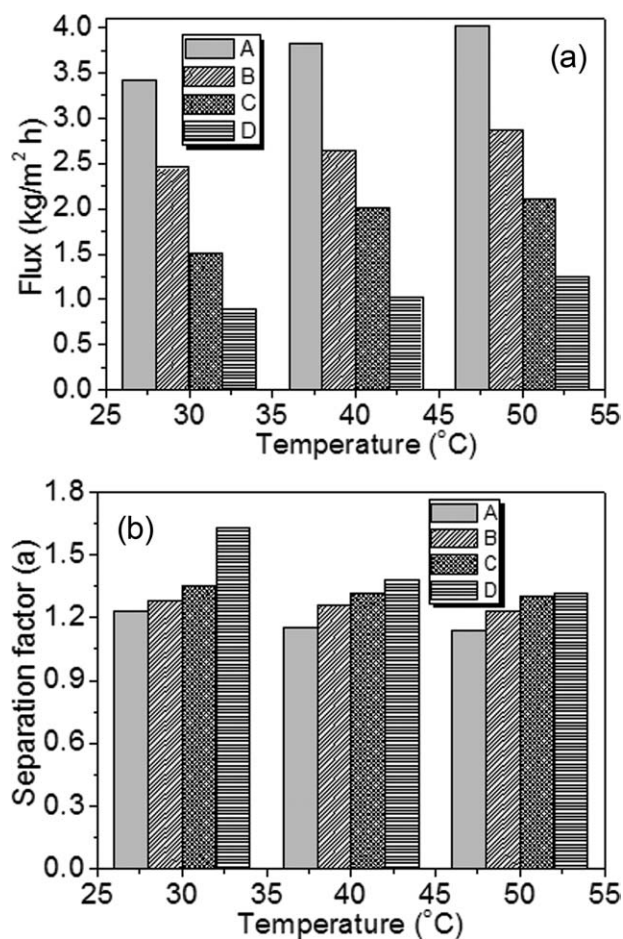 4.0
3.5
3.0
2.5
2.0
1.5
1.0
0.5
0.0
Flux (kg/m² h)
A
B
C
D
(a)
25 30 35 40 45 50 55
Temperature (°C)
1.8
1.5
1.2
0.9
0.6
0.3
0.0
Separation factor (a)
(b)
A
B
C
D
25 30 35 40 45 50 55
Temperature (°C)